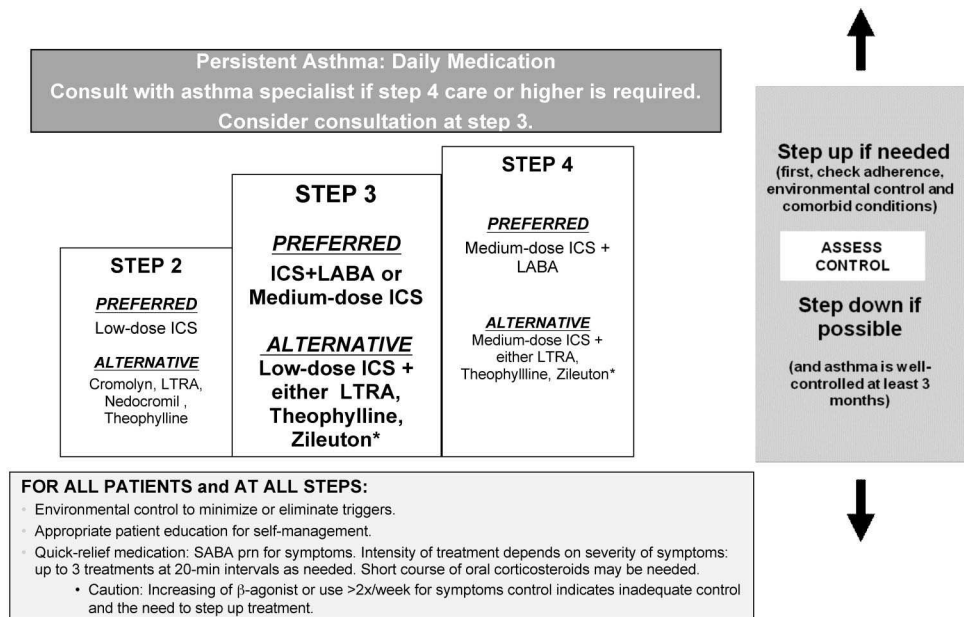 Persistent Asthma: Daily Medication
Consult with asthma specialist if step 4 care or higher is required.
Consider consultation at step 3.
STEP 2
PREFERRED
Low-dose ICS
ALTERNATIVE
Cromolyn, LTRA,
Nedocromil ,
Theophylline
STEP 3
PREFERRED
ICS+LABA or
Medium-dose ICS
ALTERNATIVE
Low-dose ICS +
either LTRA,
Theophylline,
Zileuton*
STEP 4
PREFERRED
Medium-dose ICS +
LABA
ALTERNATIVE
Medium-dose ICS +
either LTRA,
Theophyllline, Zileuton*
Step up if needed
(first, check adherence,
environmental control and
comorbid conditions)
ASSESS
CONTROL
Step down if
possible
(and asthma is well-
controlled at least 3
months)
FOR ALL PATIENTS and AT ALL STEPS:
• Environmental control to minimize or eliminate triggers.
• Appropriate patient education for self-management.
• Quick-relief medication: SABA prn for symptoms. Intensity of treatment depends on severity of symptoms:
up to 3 treatments at 20-min intervals as needed. Short course of oral corticosteroids may be needed.
• Caution: Increasing of β-agonist or use >2x/week for symptoms control indicates inadequate control
and the need to step up treatment.